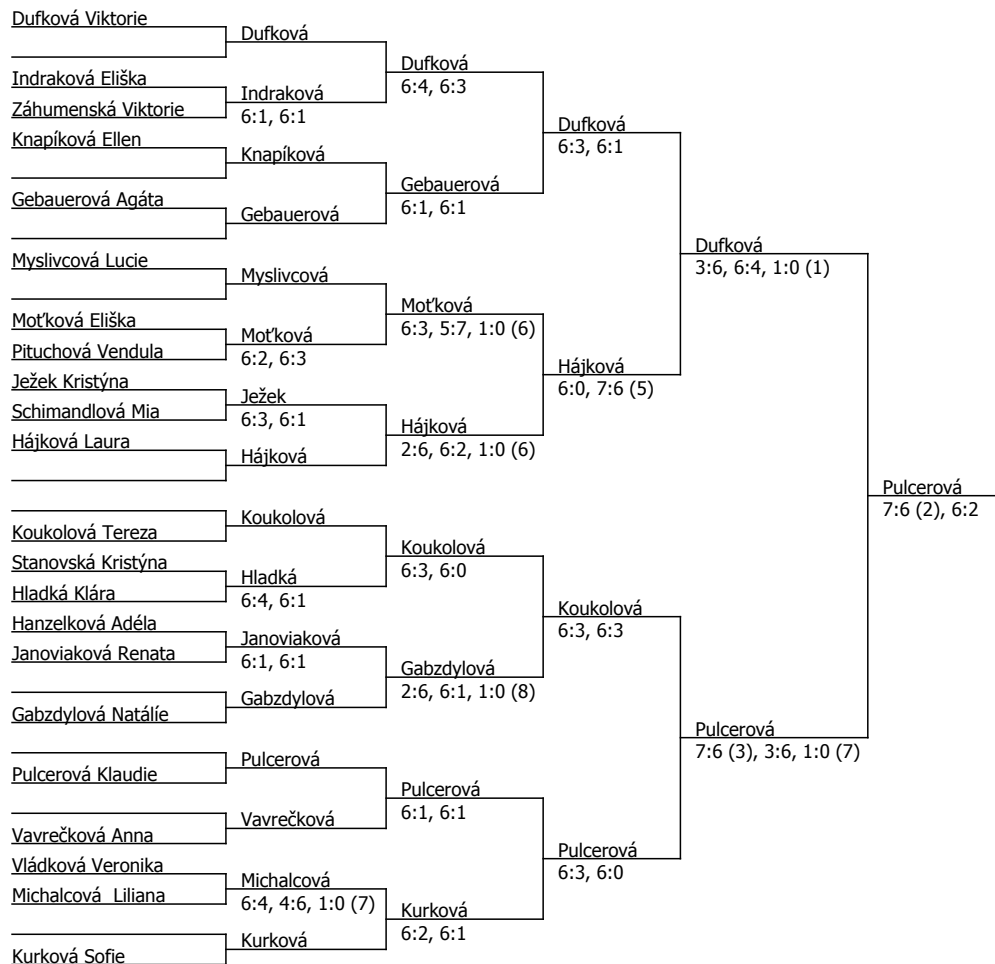 Dufková Viktorie
Indraková Eliška
Záhumenská Viktorie
Knapíková Ellen
Gebauerová Agáta
Myslivcová Lucie
Moťková Eliška
Pituchová Vendula
Ježek Kristýna
Schimandlová Mia
Hájková Laura
Koukolová Tereza
Stanovská Kristýna
Hladká Klára
Hanzelková Adéla
Janoviaková Renata
Gabzdylová Natálíe
Pulcerová Klaudie
Vavrečková Anna
Vládková Veronika
Michalcová  Liliana
Kurková Sofie
Dufková
Indraková
6:1, 6:1
Knapíková
Gebauerová
Myslivcová
Moťková
6:2, 6:3
Ježek
6:3, 6:1
Hájková
Koukolová
Hladká
6:4, 6:1
Janoviaková
6:1, 6:1
Gabzdylová
Pulcerová
Vavrečková
Michalcová
6:4, 4:6, 1:0 (7)
Kurková
Dufková
6:4, 6:3
Gebauerová
6:1, 6:1
Moťková
6:3, 5:7, 1:0 (6)
Hájková
2:6, 6:2, 1:0 (6)
Koukolová
6:3, 6:0
Gabzdylová
2:6, 6:1, 1:0 (8)
Pulcerová
6:1, 6:1
Kurková
6:2, 6:1
Dufková
6:3, 6:1
Hájková
6:0, 7:6 (5)
Koukolová
6:3, 6:3
Pulcerová
6:3, 6:0
Dufková
3:6, 6:4, 1:0 (1)
Pulcerová
7:6 (3), 3:6, 1:0 (7)
Pulcerová
7:6 (2), 6:2